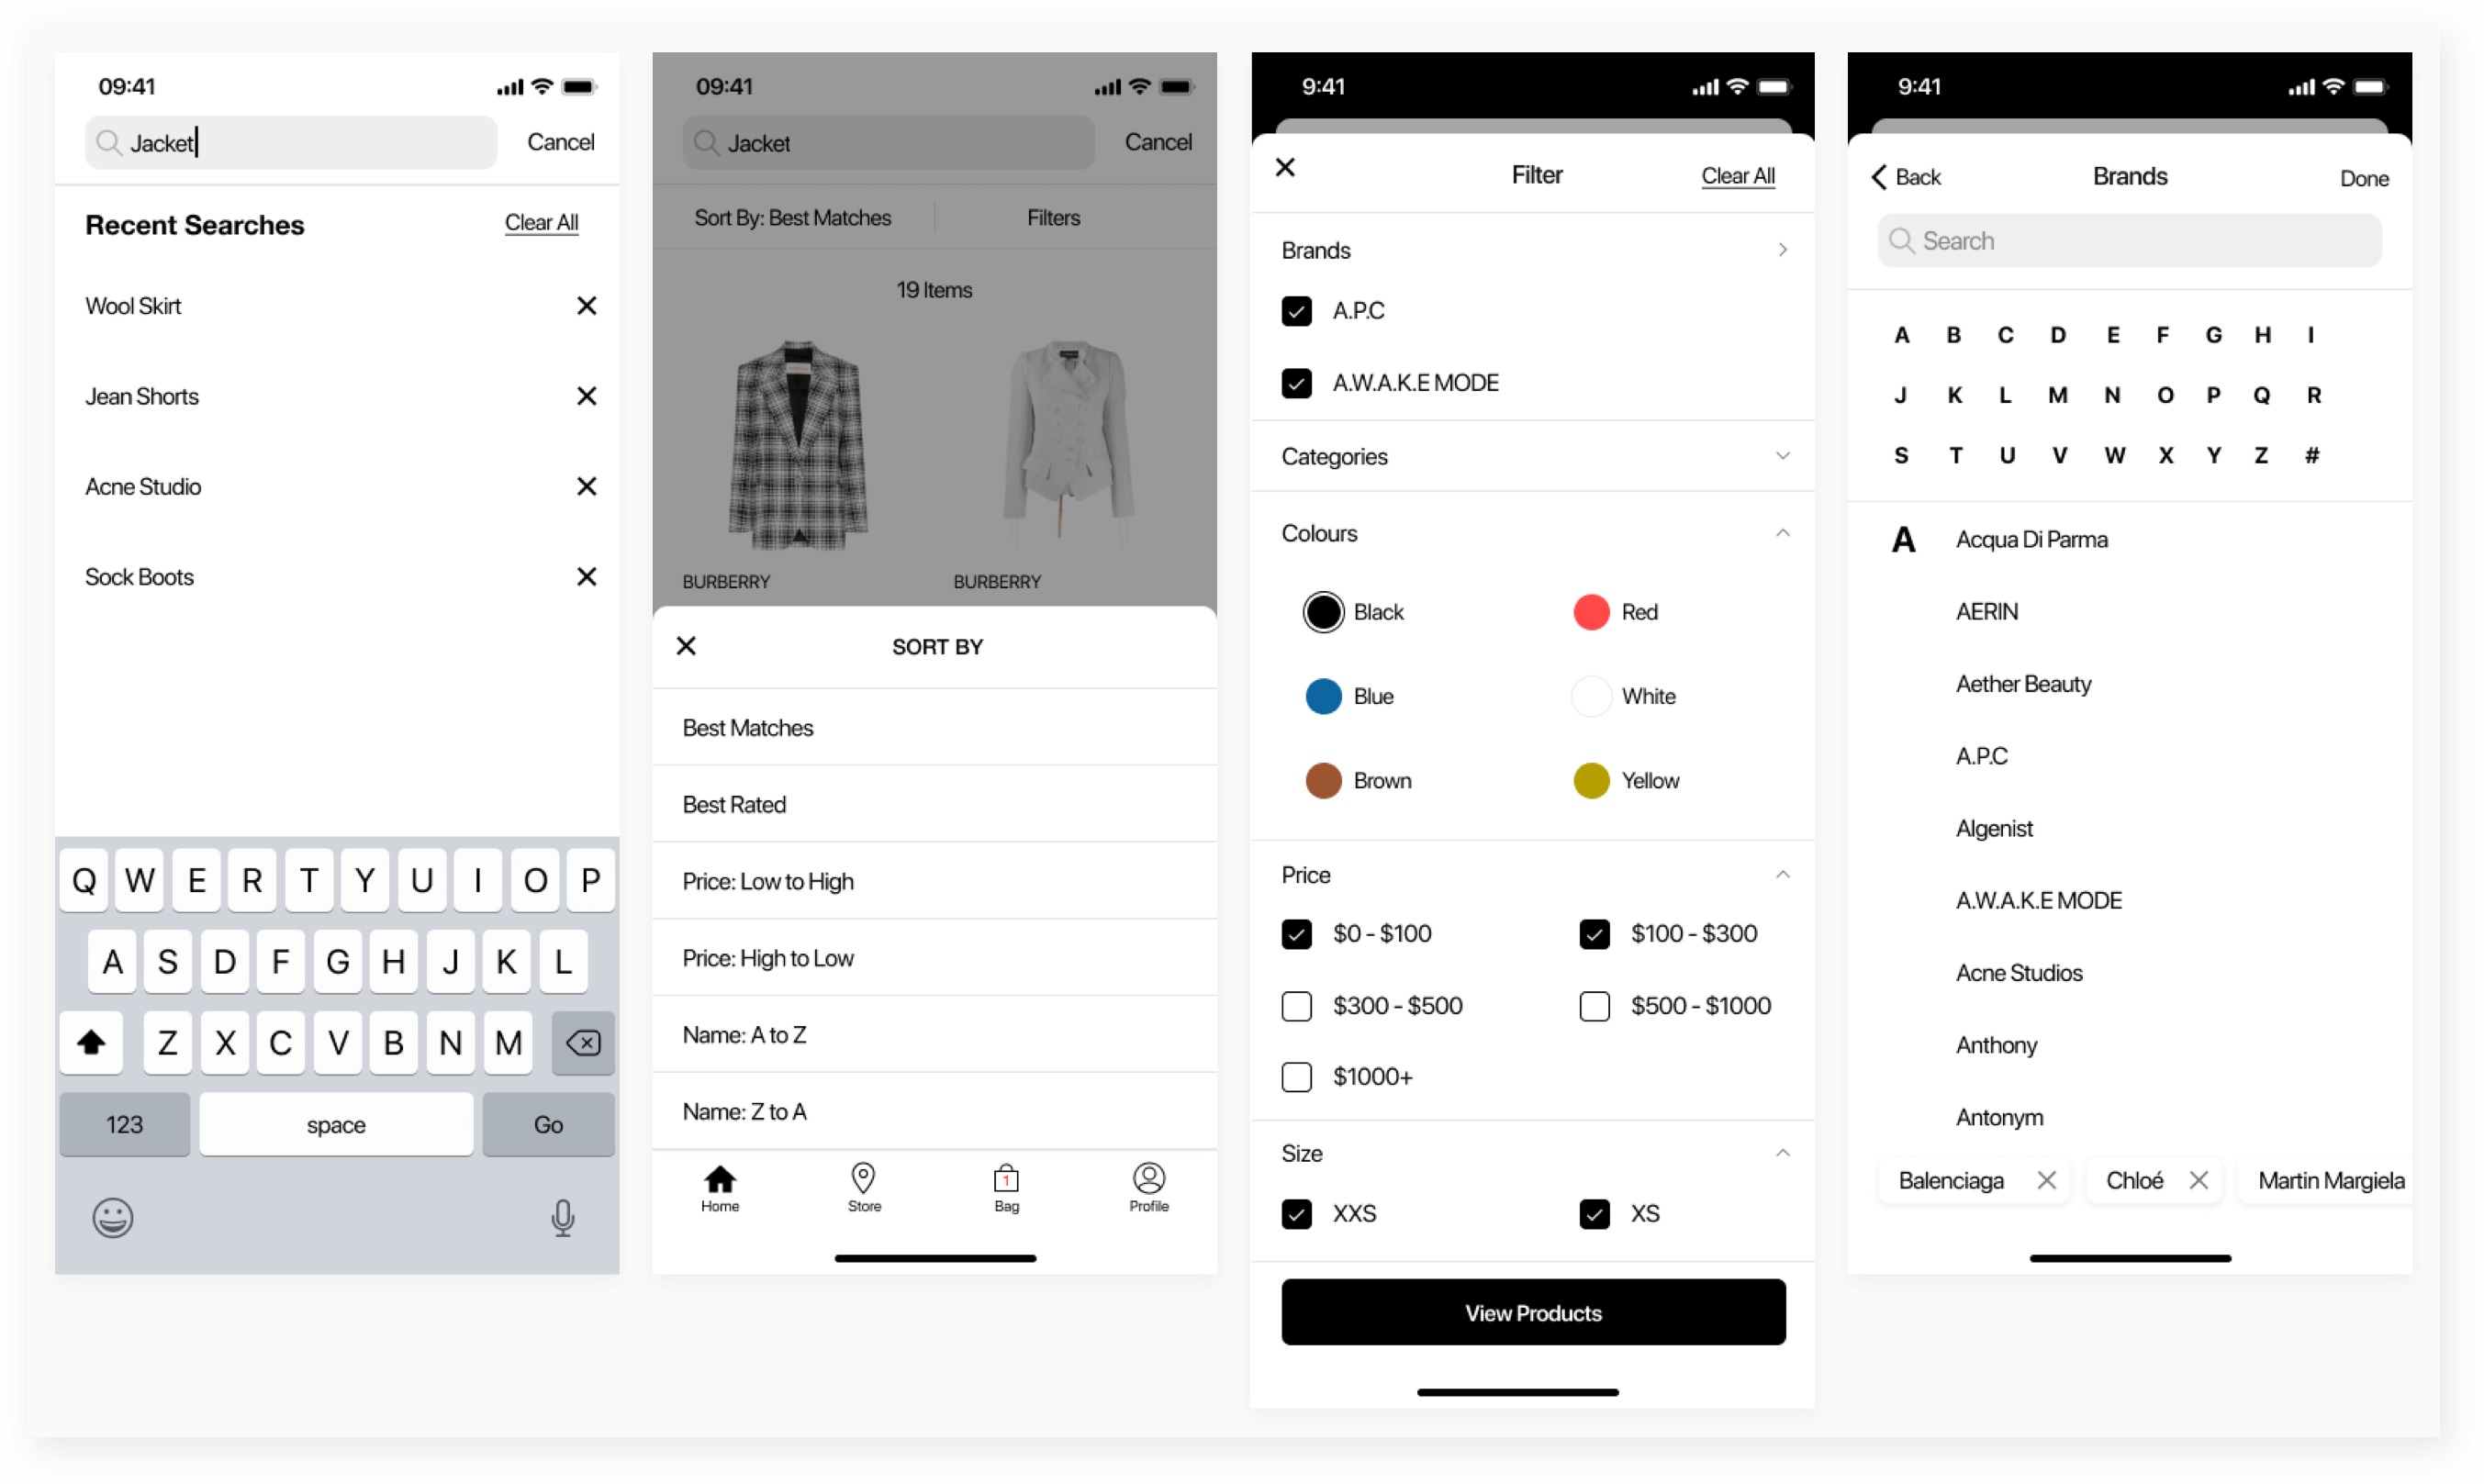 09:41
Jacket
Cancel
Recent Searches
Clear All
Wool Skirt
Jean Shorts
Acne Studio
Sock Boots
Q W E R T Y U I O P
A S D F G H J K L
Z X C V B N M
123 space Go
09:41
Jacket
Cancel
Sort By: Best Matches
Filters
19 Items
BURBERRY
BURBERRY
SORT BY
Best Matches
Best Rated
Price: Low to High
Price: High to Low
Name: A to Z
Name: Z to A
1
Home Store Bag Profile
9:41
Filter
Clear All
Brands
A.P.C
A.W.A.K.E MODE
Categories
Colours
Black Red
Blue White
Brown Yellow
Price
$0 - $100 $100 - $300
$300 - $500 $500 - $1000
$1000+
Size
XXS XS
View Products
9:41
Back
Brands
Done
Search
A B C D E F G H I
J K L M N O P Q R
S T U V W X Y Z #
A Acqua Di Parma
AERIN
Aether Beauty
A.P.C
Algenist
A.W.A.K.E MODE
Acne Studios
Anthony
Antonym
Balenciaga Chloé Martin Margiela